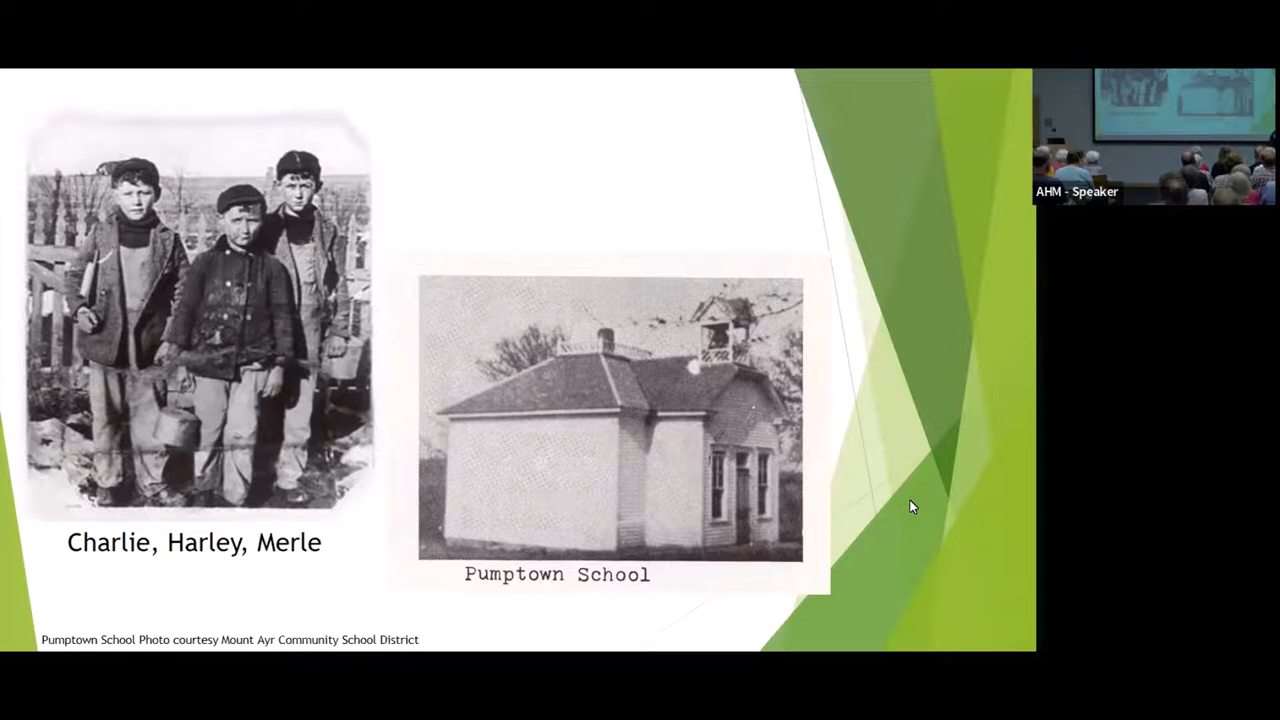 AHM - Speaker
Charlie, Harley, Merle
Pumptown School
Pumptown School Photo courtesy Mount Ayr Community School District